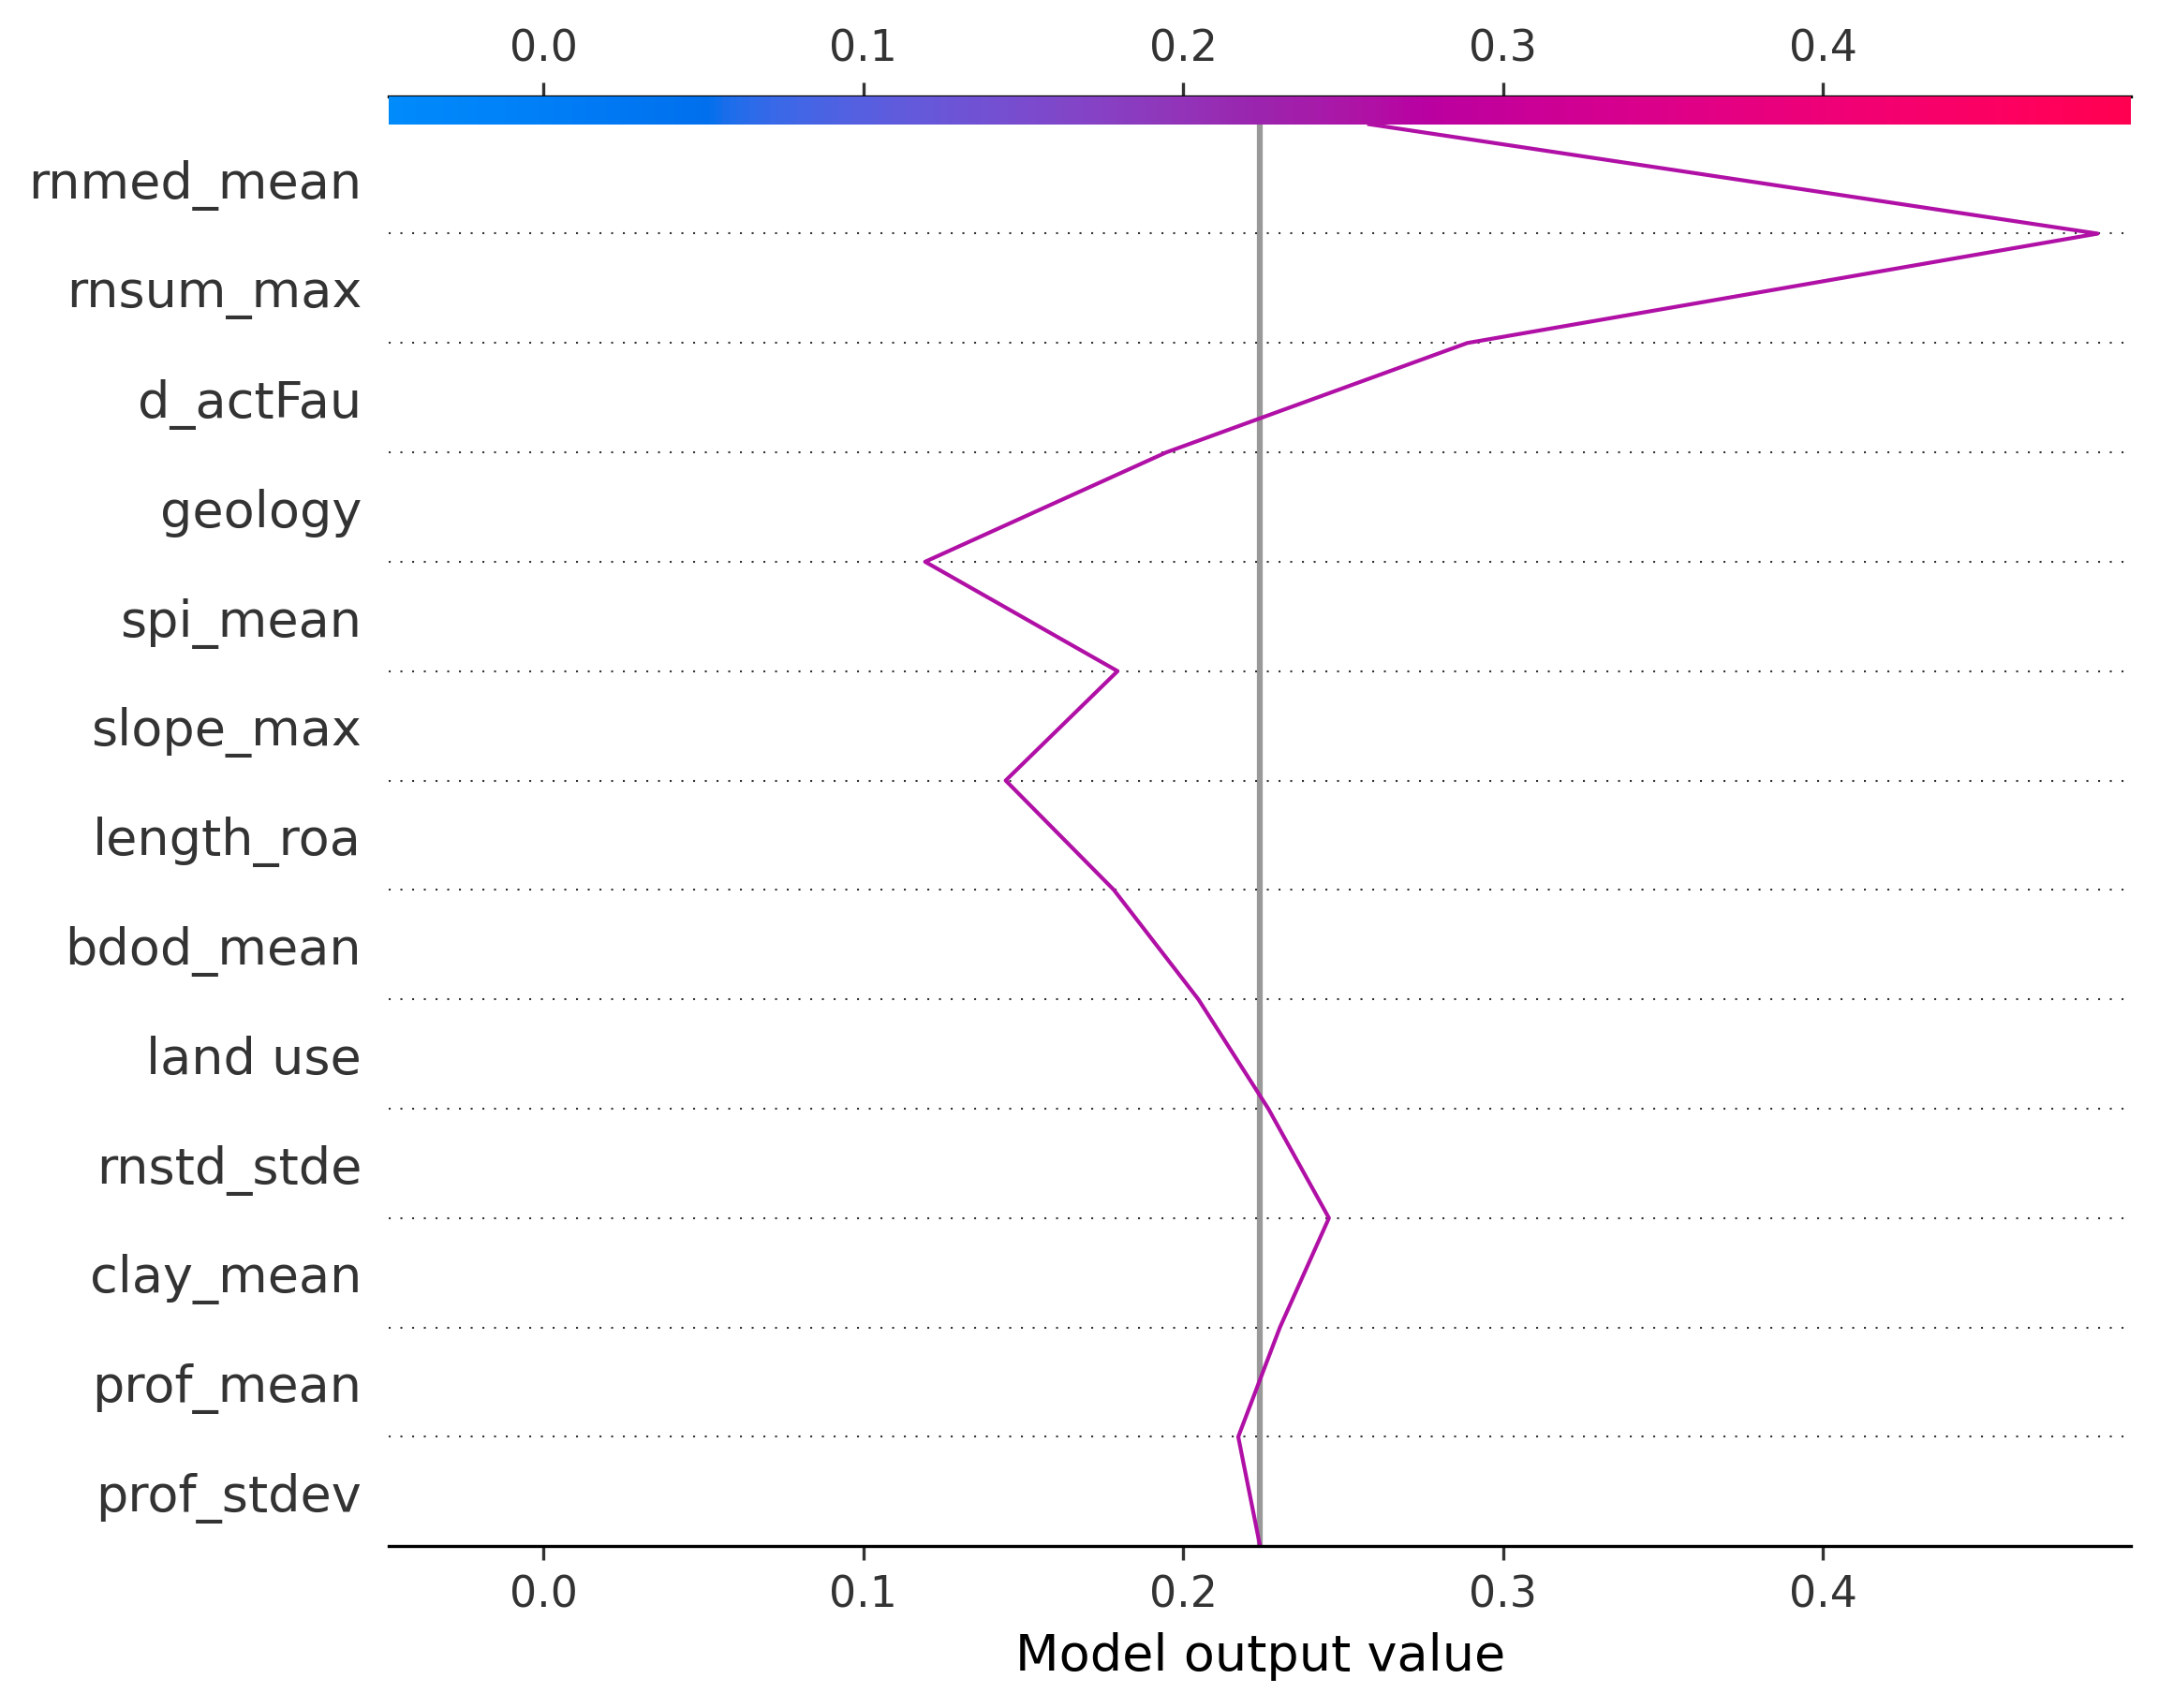 0.0 0.1 0.2 0.3 0.4
rnmed_mean
rnsum_max
d_actFau
geology
spi_mean
slope_max
length_roa
bdod_mean
land use
rnstd_stde
clay_mean
prof_mean
prof_stdev
0.0 0.1 0.2 0.3 0.4
Model output value